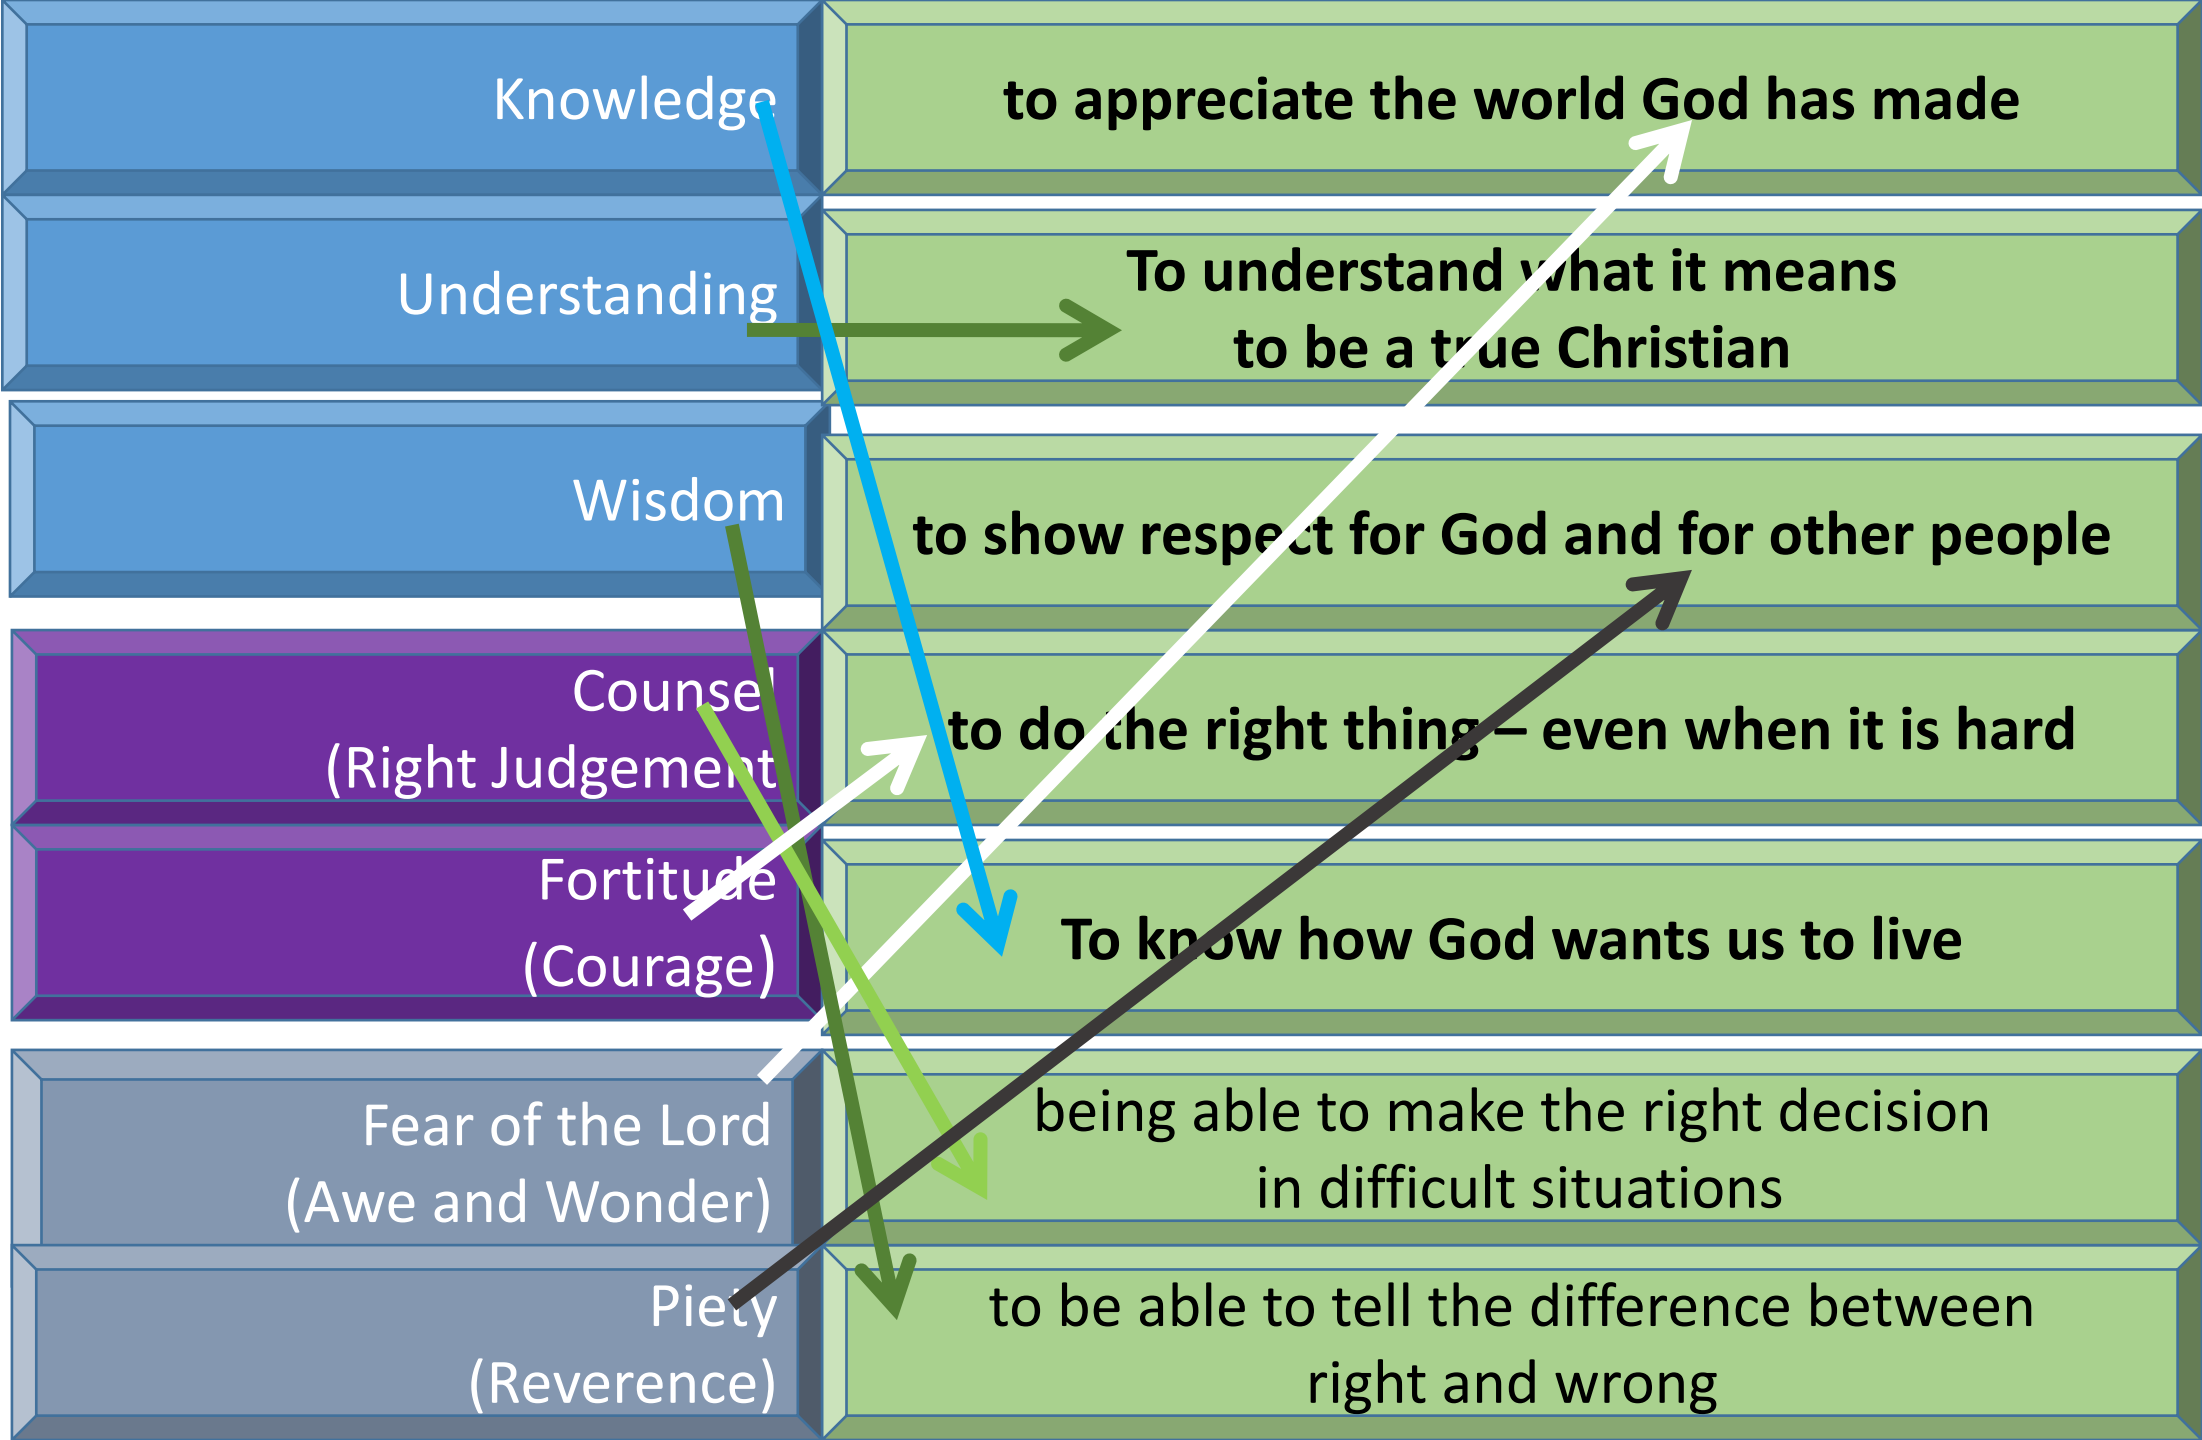 Knowledge
to appreciate the world God has made
Understanding
To understand what it means
to be a true Christian
Wisdom
to show respect for God and for other people
Counsel
(Right Judgement
to do the right thing – even when it is hard
Fortitude
(Courage)
To know how God wants us to live
Fear of the Lord
(Awe and Wonder)
being able to make the right decision
in difficult situations
Piety
(Reverence)
to be able to tell the difference between
right and wrong